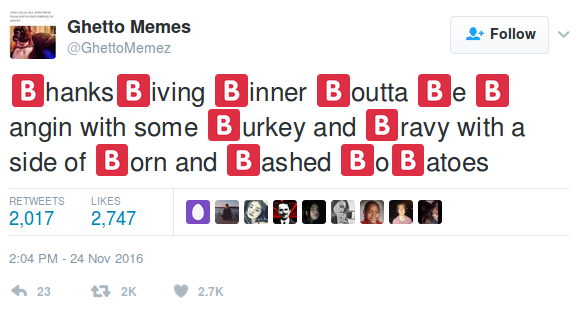 Ghetto Memes
@GhettoMemez
Follow
🅱hanks🅱iving 🅱inner 🅱outta 🅱e 🅱
angin with some 🅱urkey and 🅱ravy with a
side of 🅱orn and 🅱ashed 🅱o🅱atoes
RETWEETS LIKES
2,017 2,747
2:04 PM - 24 Nov 2016
23 2K 2.7K